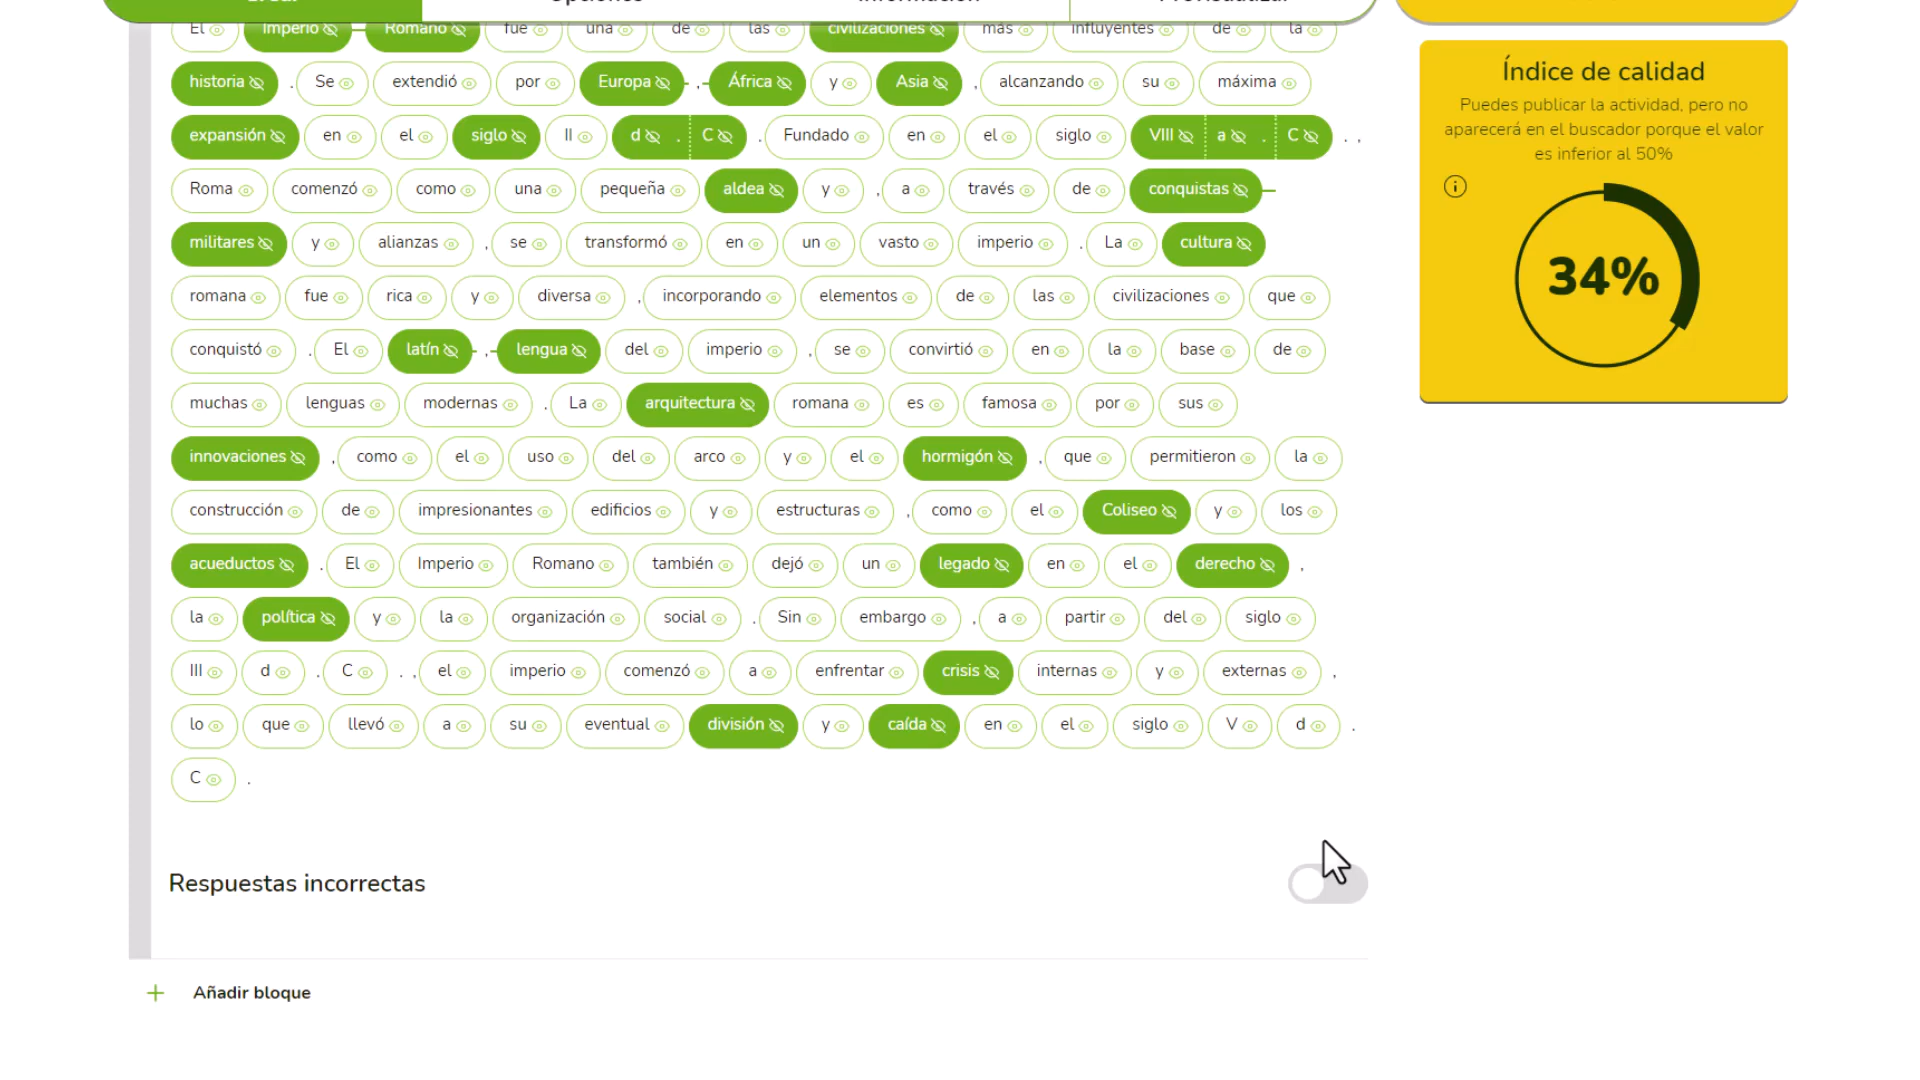 El Imperio Romano fue una de las civilizaciones más influyentes de la
historia . Se extendió por Europa , África y Asia , alcanzando su máxima
expansión en el siglo II d . C . Fundado en el siglo VIII a . C . ,
Roma comenzó como una pequeña aldea y , a través de conquistas
militares y alianzas , se transformó en un vasto imperio . La cultura
romana fue rica y diversa , incorporando elementos de las civilizaciones que
conquistó . El latín , lengua del imperio , se convirtió en la base de
muchas lenguas modernas . La arquitectura romana es famosa por sus
innovaciones , como el uso del arco y el hormigón , que permitieron la
construcción de impresionantes edificios y estructuras , como el Coliseo y los
acueductos . El Imperio Romano también dejó un legado en el derecho ,
la política y la organización social . Sin embargo , a partir del siglo
III d . C . , el imperio comenzó a enfrentar crisis internas y externas ,
lo que llevó a su eventual división y caída en el siglo V d .
C .
Respuestas incorrectas
+ Añadir bloque
Índice de calidad
Puedes publicar la actividad, pero no
aparecerá en el buscador porque el valor
es inferior al 50%
34%